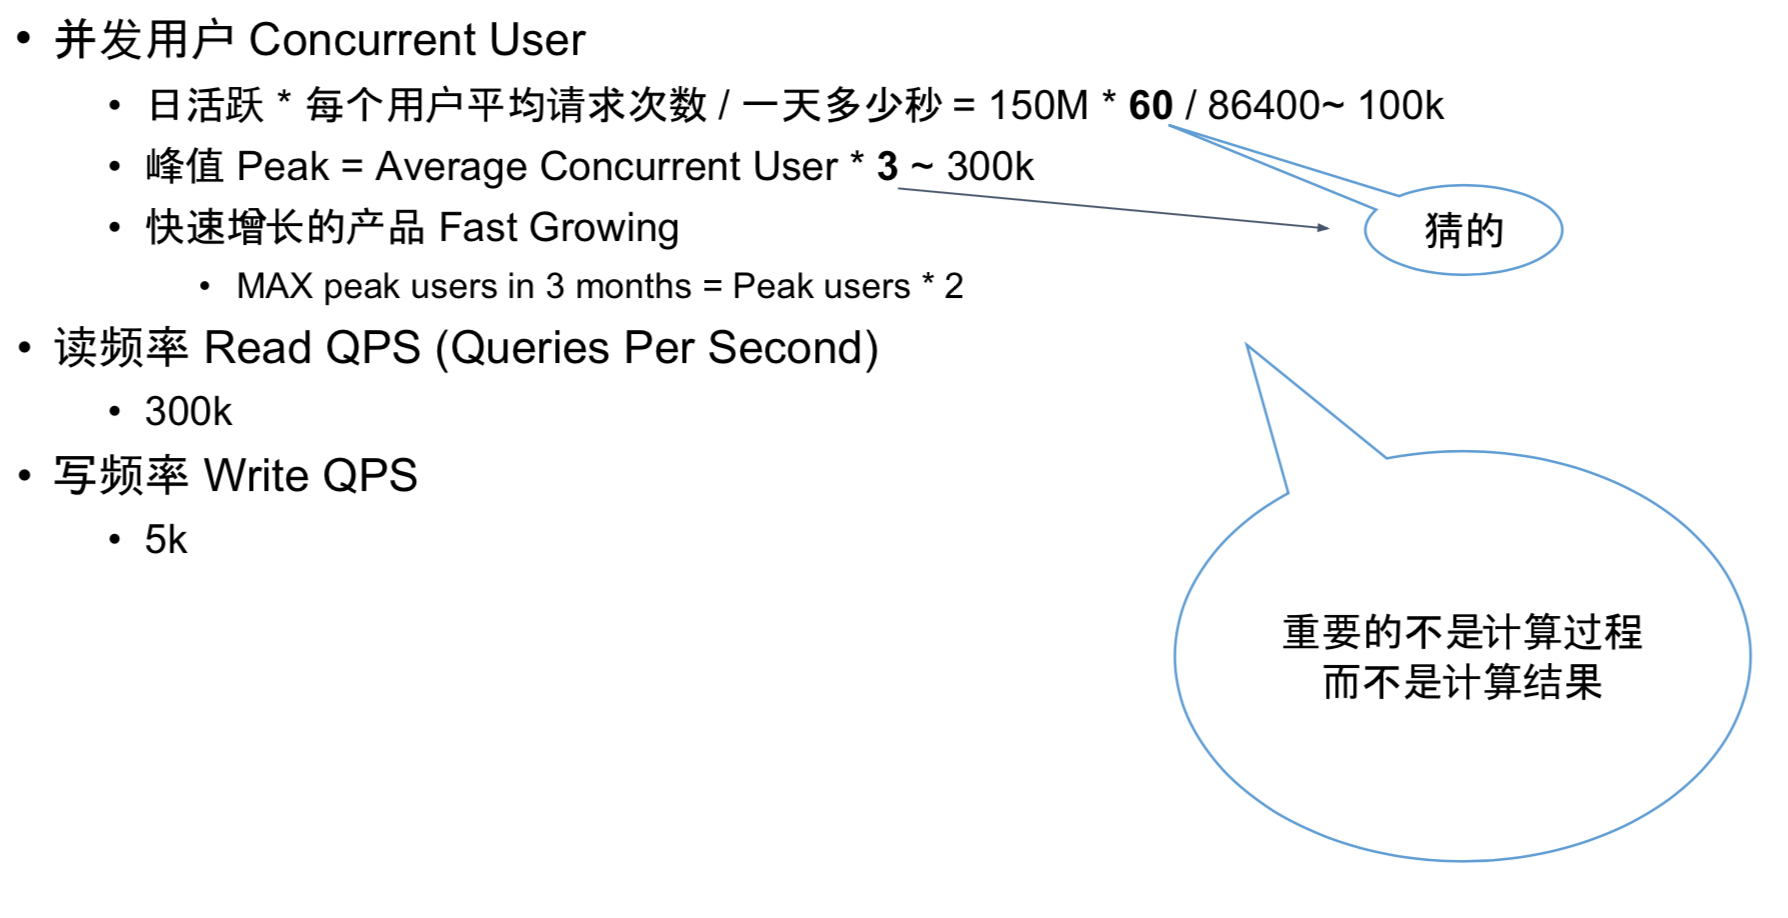 • 并发用户 Concurrent User
• 日活跃 * 每个用户平均请求次数 / 一天多少秒 = 150M * 60 / 86400~ 100k
• 峰值 Peak = Average Concurrent User * 3 ~ 300k
• 快速增长的产品 Fast Growing
猜的
• MAX peak users in 3 months = Peak users * 2
• 读频率 Read QPS (Queries Per Second)
• 300k
• 写频率 Write QPS
• 5k
重要的不是计算过程
而不是计算结果